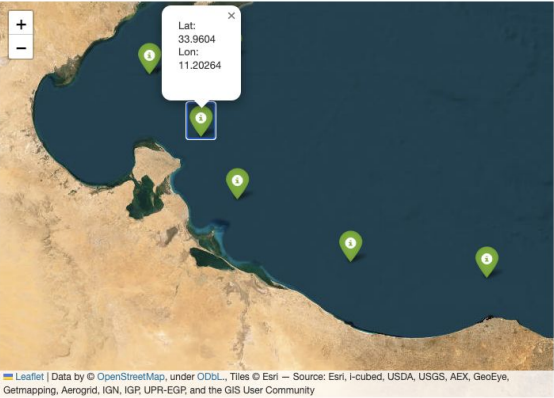 +
−
×
Lat:
33.9604
Lon:
11.20264
Leaflet | Data by © OpenStreetMap, under ODbL., Tiles © Esri — Source: Esri, i-cubed, USDA, USGS, AEX, GeoEye,
Getmapping, Aerogrid, IGN, IGP, UPR-EGP, and the GIS User Community